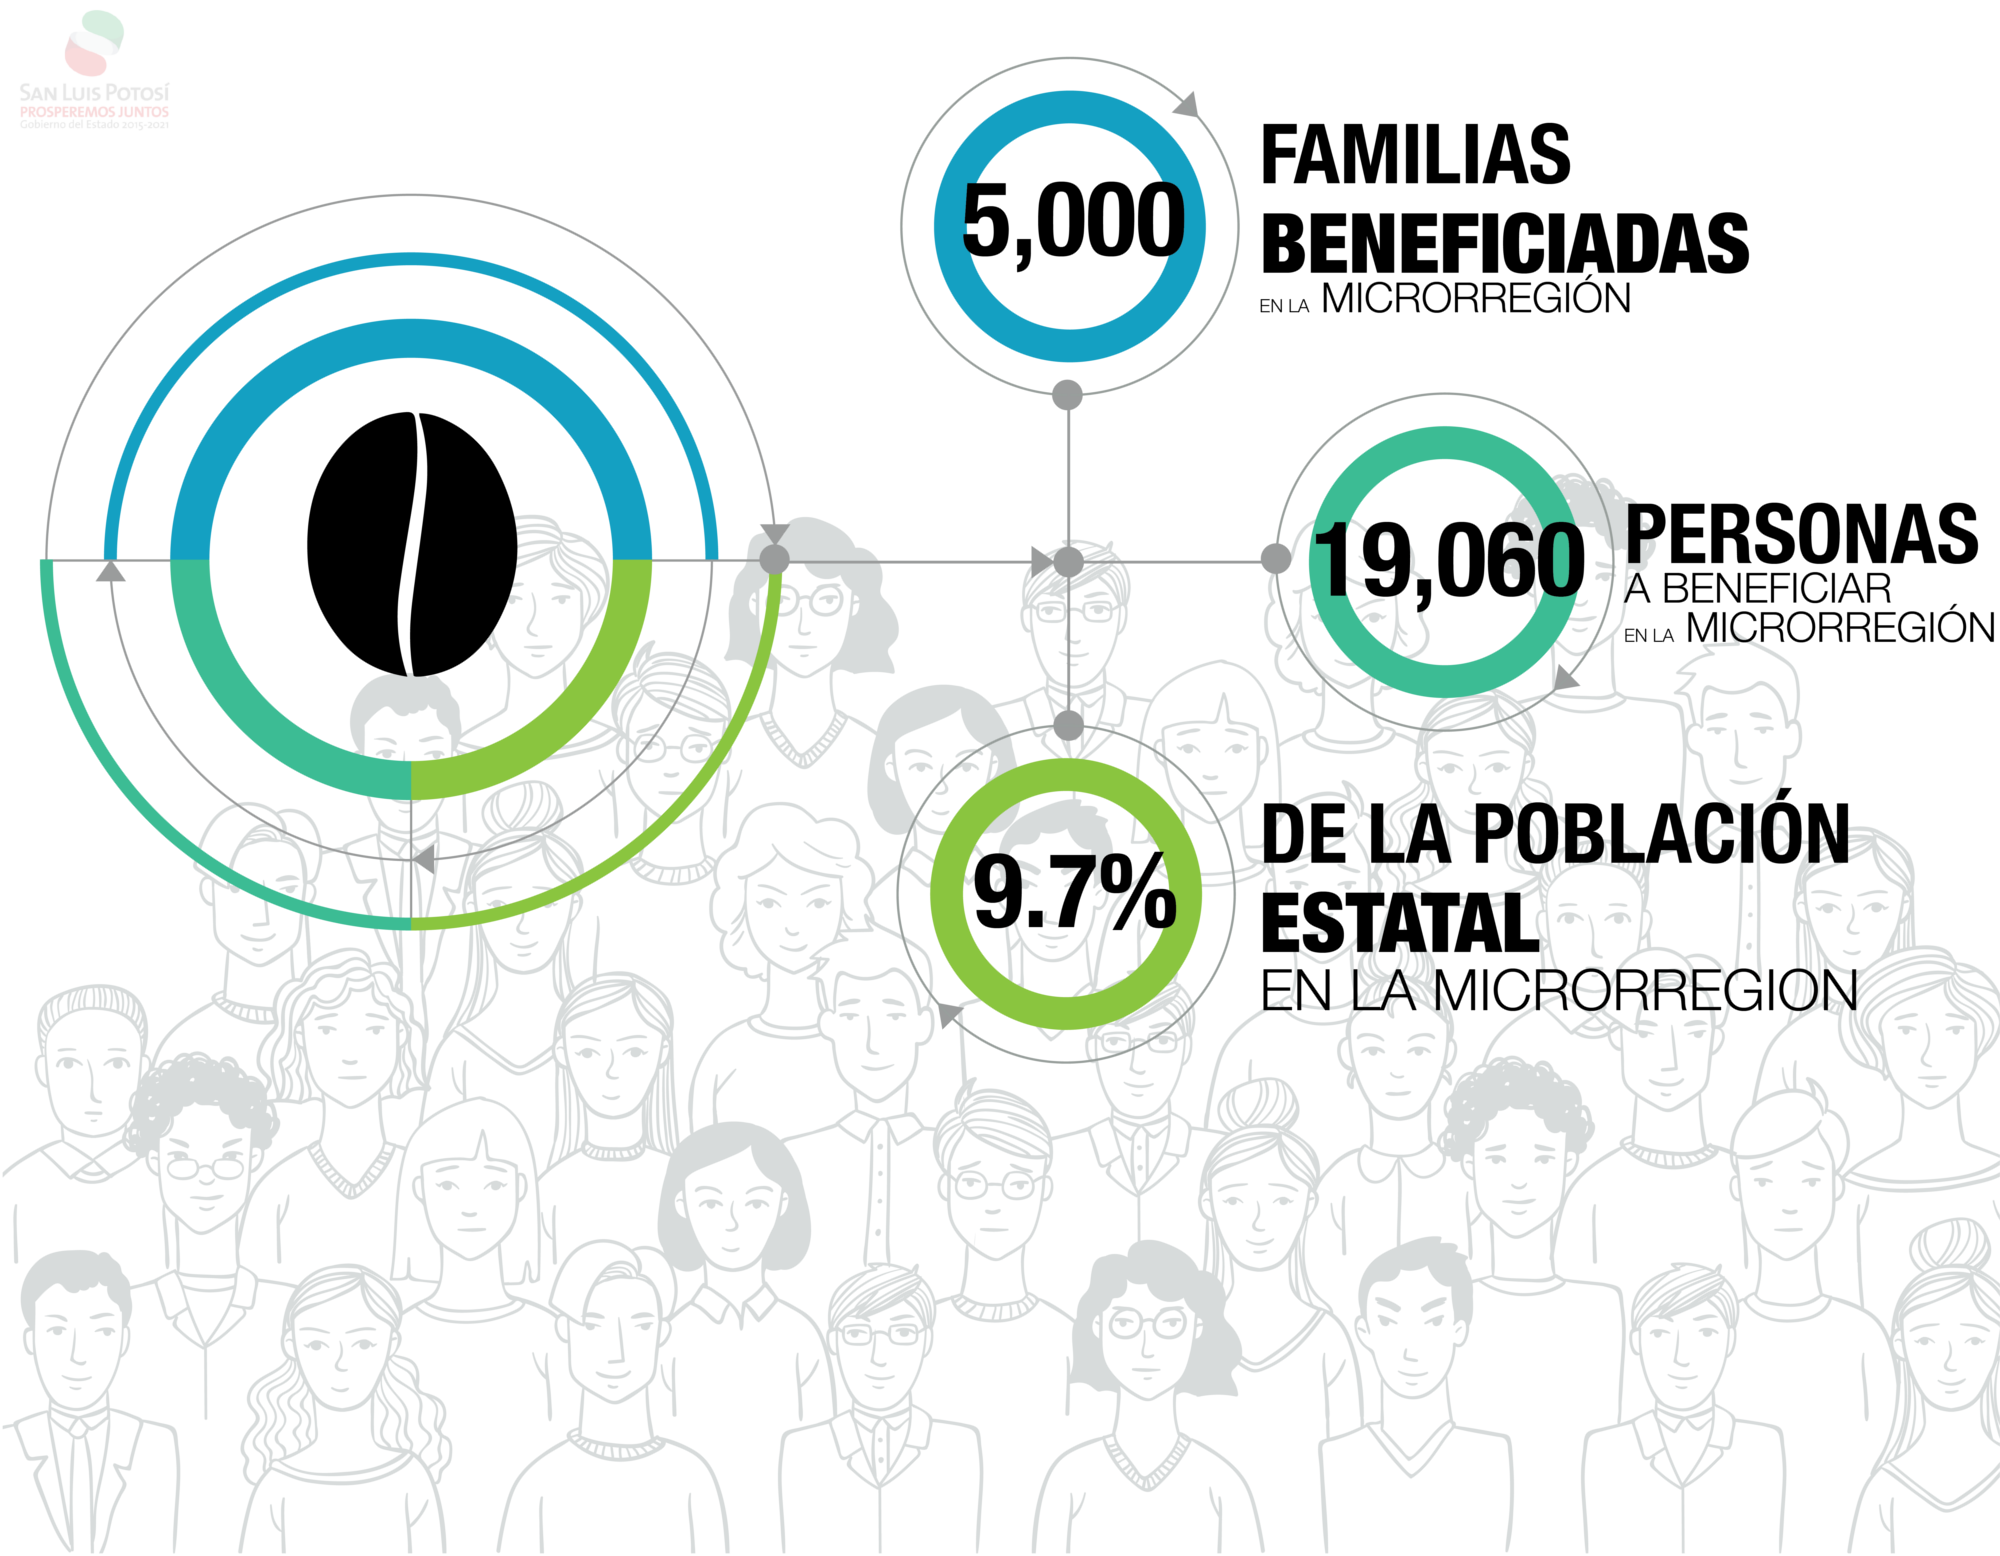 SAN LUIS POTOSÍ
PROSPEREMOS JUNTOS
Gobierno del Estado 2015-2021
5,000
FAMILIAS
BENEFICIADAS
EN LA MICRORREGIÓN
19,060
PERSONAS
A BENEFICIAR
EN LA MICRORREGIÓN
9.7%
DE LA POBLACIÓN
ESTATAL
EN LA MICRORREGION